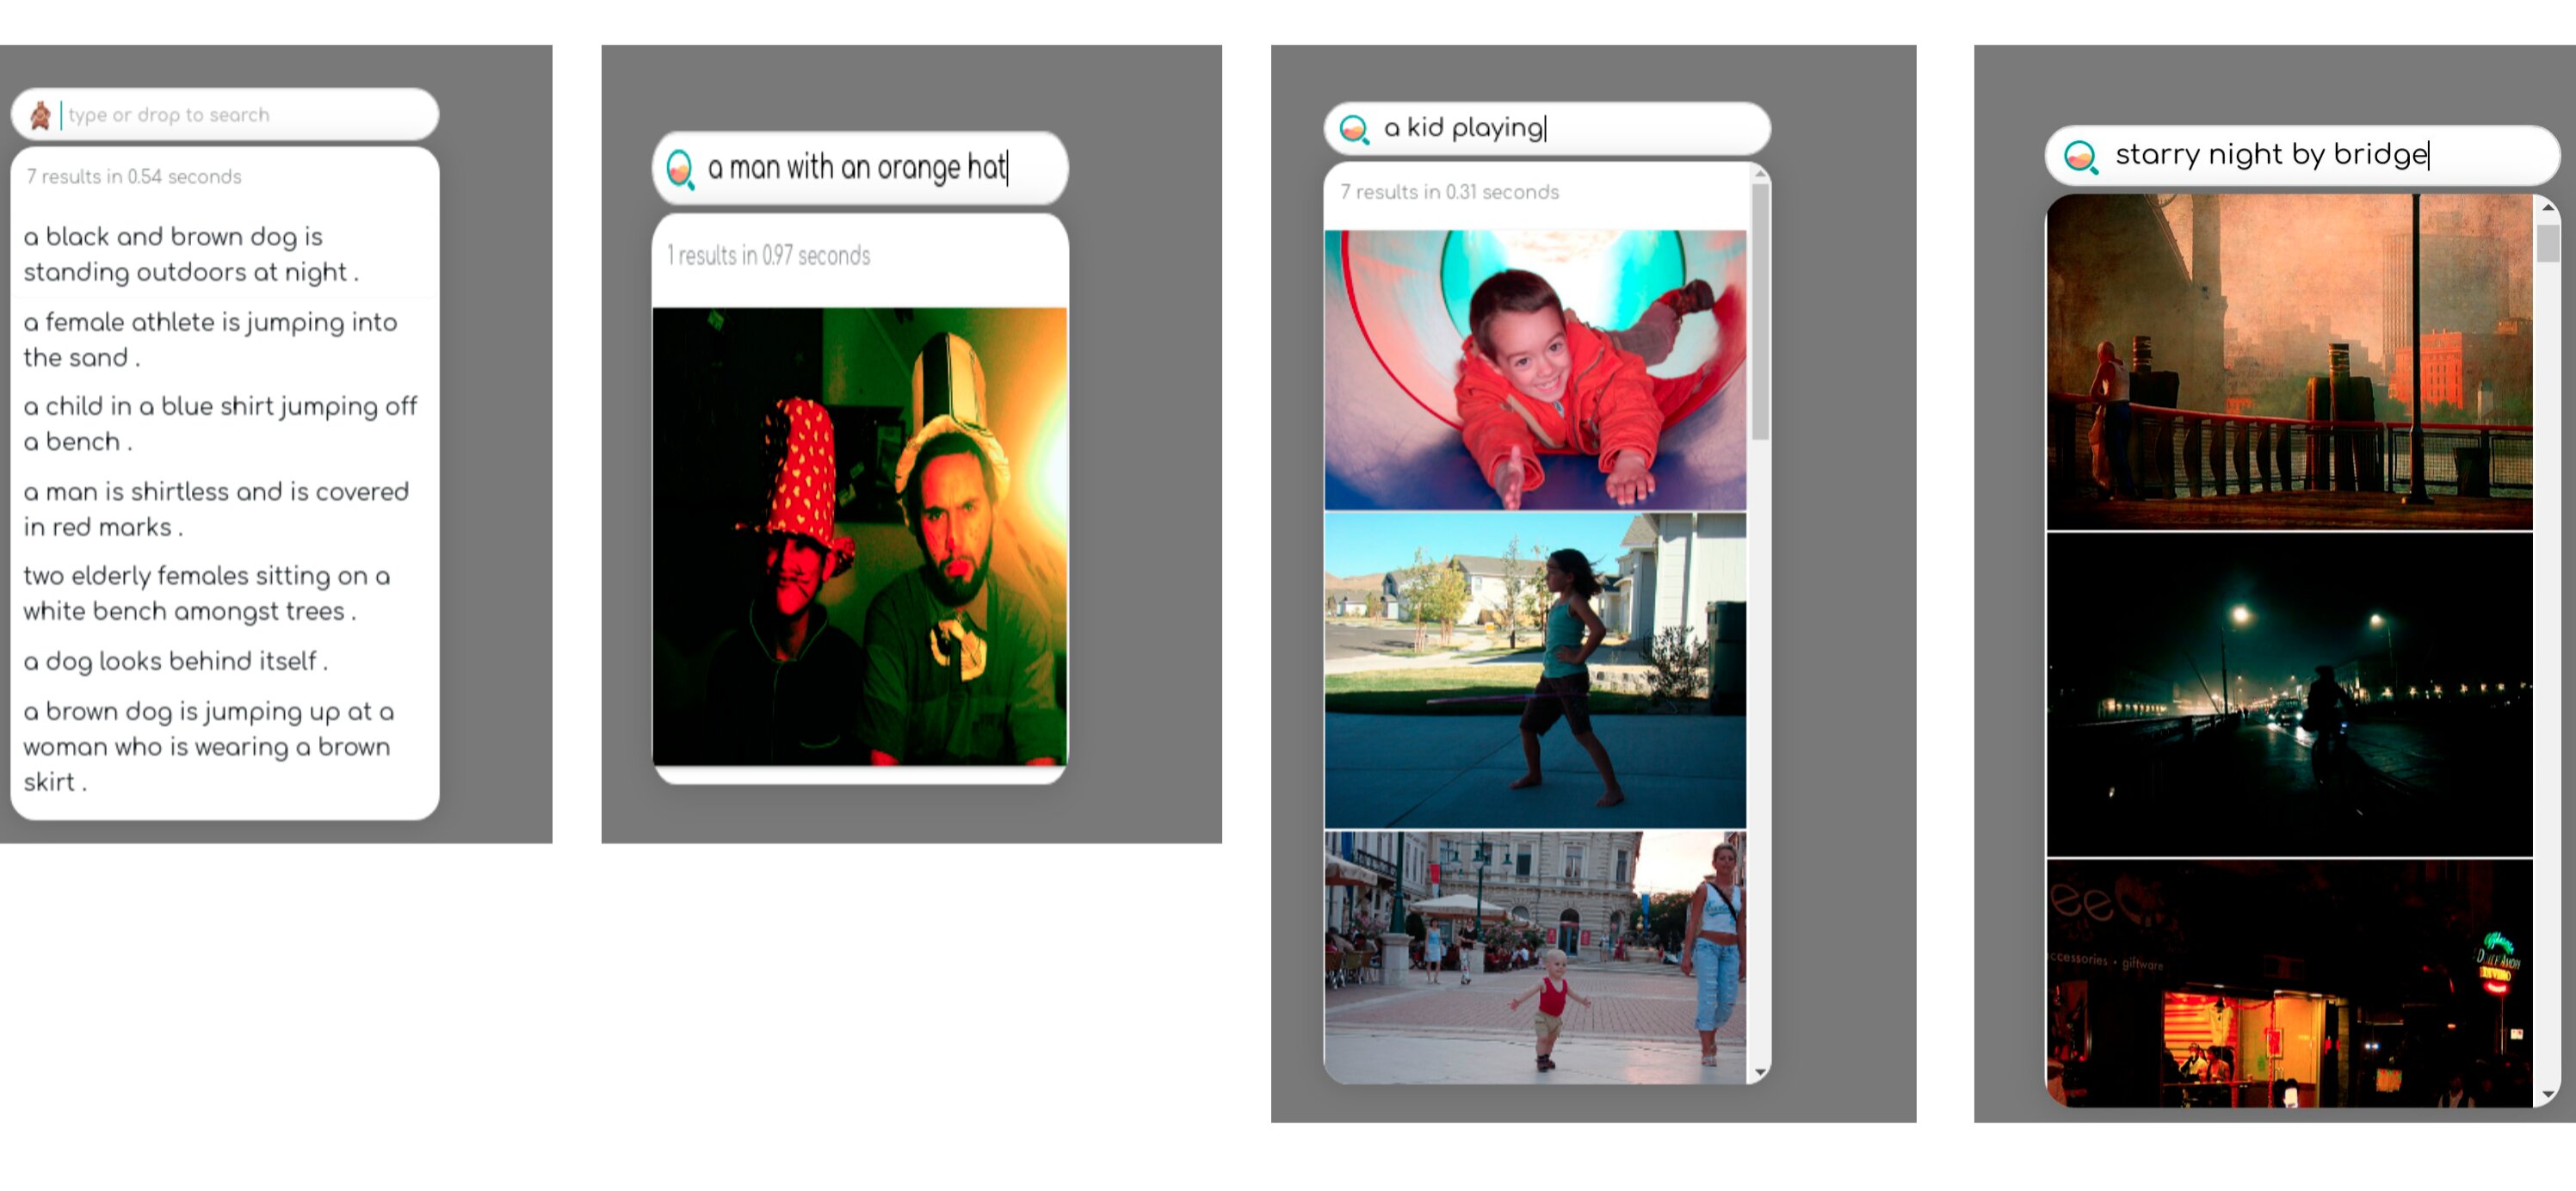 type or drop to search
7 results in 0.54 seconds
a black and brown dog is
standing outdoors at night .
a female athlete is jumping into
the sand .
a child in a blue shirt jumping off
a bench .
a man is shirtless and is covered
in red marks .
two elderly females sitting on a
white bench amongst trees .
a dog looks behind itself .
a brown dog is jumping up at a
woman who is wearing a brown
skirt .
a man with an orange hat
1 results in 0.97 seconds
a kid playing
7 results in 0.31 seconds
starry night by bridge
ccessories • giftware